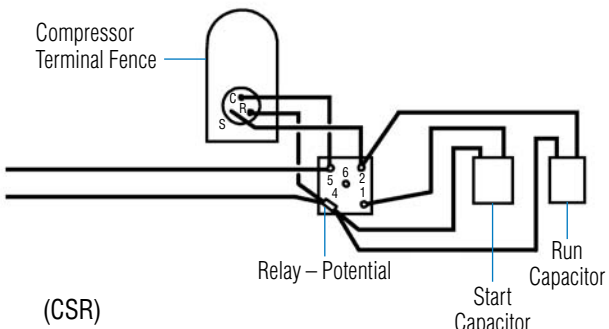 Compressor
Terminal Fence
C
R
S
5
6
2
4
1
Relay – Potential
Run
Capacitor
Start
Capacitor
(CSR)